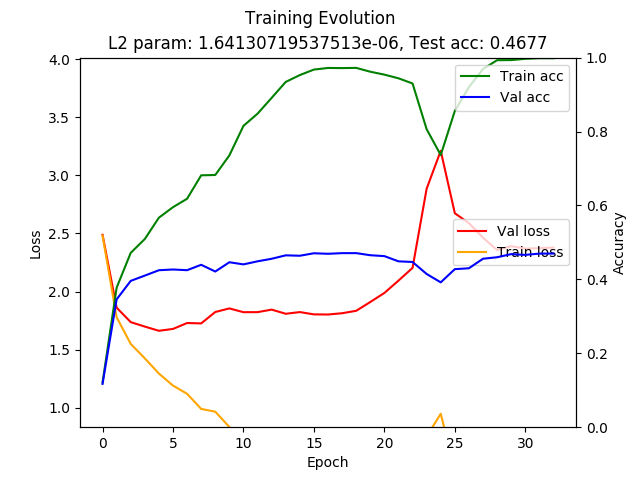 Training Evolution
L2 param: 1.64130719537513e-06, Test acc: 0.4677
4.0
3.5
3.0
2.5
2.0
1.5
1.0
Loss
1.0
0.8
0.6
0.4
0.2
0.0
Accuracy
Train acc
Val acc
Val loss
Train loss
0
5
10
15
20
25
30
Epoch